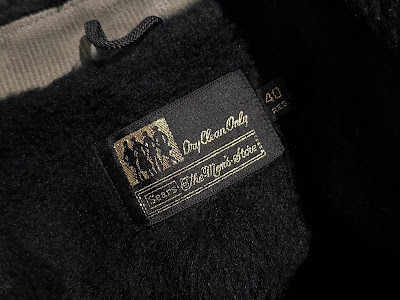 Dry Clean Only
Sears The Men's Store
40
REG.